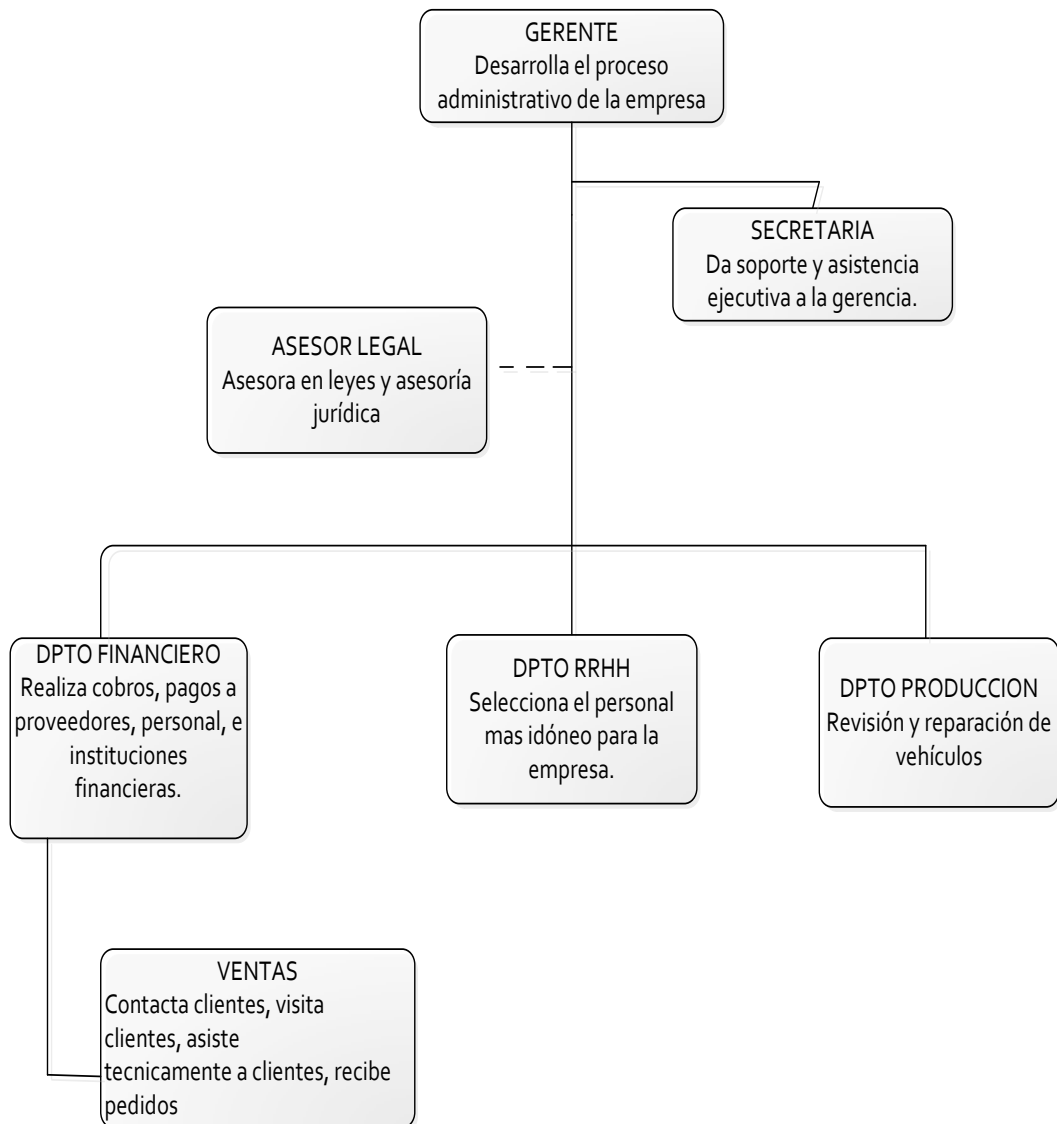 GERENTE
Desarrolla el proceso
administrativo de la empresa
SECRETARIA
Da soporte y asistencia
ejecutiva a la gerencia.
ASESOR LEGAL
Asesora en leyes y asesoría
jurídica
DPTO FINANCIERO
Realiza cobros, pagos a
proveedores, personal, e
instituciones
financieras.
DPTO RRHH
Selecciona el personal
mas idóneo para la
empresa.
DPTO PRODUCCION
Revisión y reparación de
vehículos
VENTAS
Contacta clientes, visita
clientes, asiste
tecnicamente a clientes, recibe
pedidos